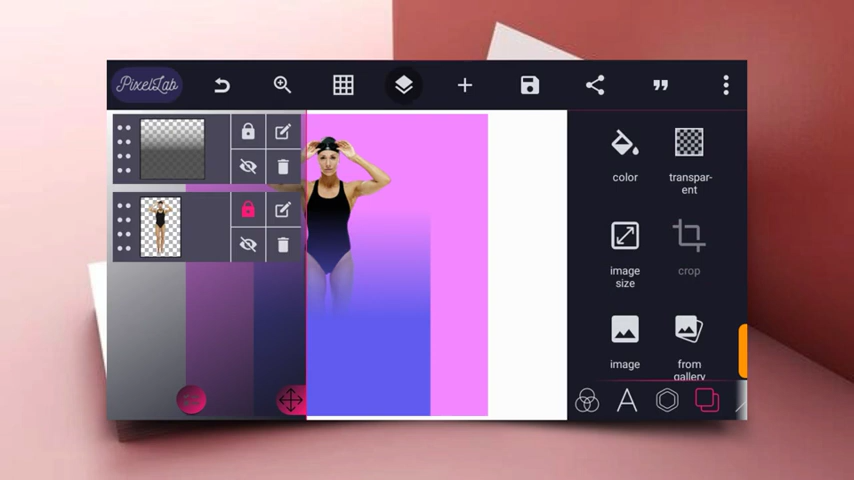 PixelLab
color
transpar-
ent
image
size
crop
image
from
gallery